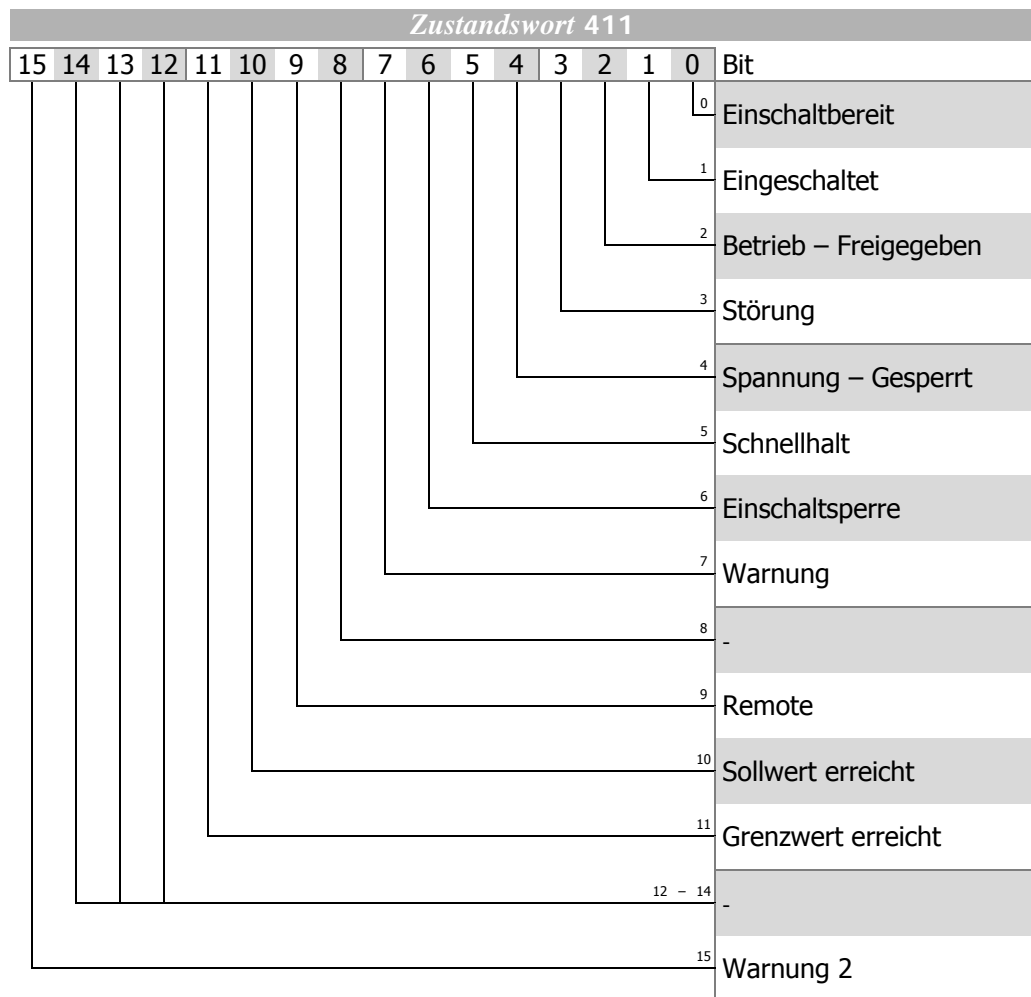 Zustandswort 411
15 14 13 12 11 10 9 8 7 6 5 4 3 2 1 0 Bit
0 Einschaltbereit
1 Eingeschaltet
2 Betrieb – Freigegeben
3 Störung
4 Spannung – Gesperrt
5 Schnellhalt
6 Einschaltsperre
7 Warnung
8 -
9 Remote
10 Sollwert erreicht
11 Grenzwert erreicht
12 – 14 -
15 Warnung 2